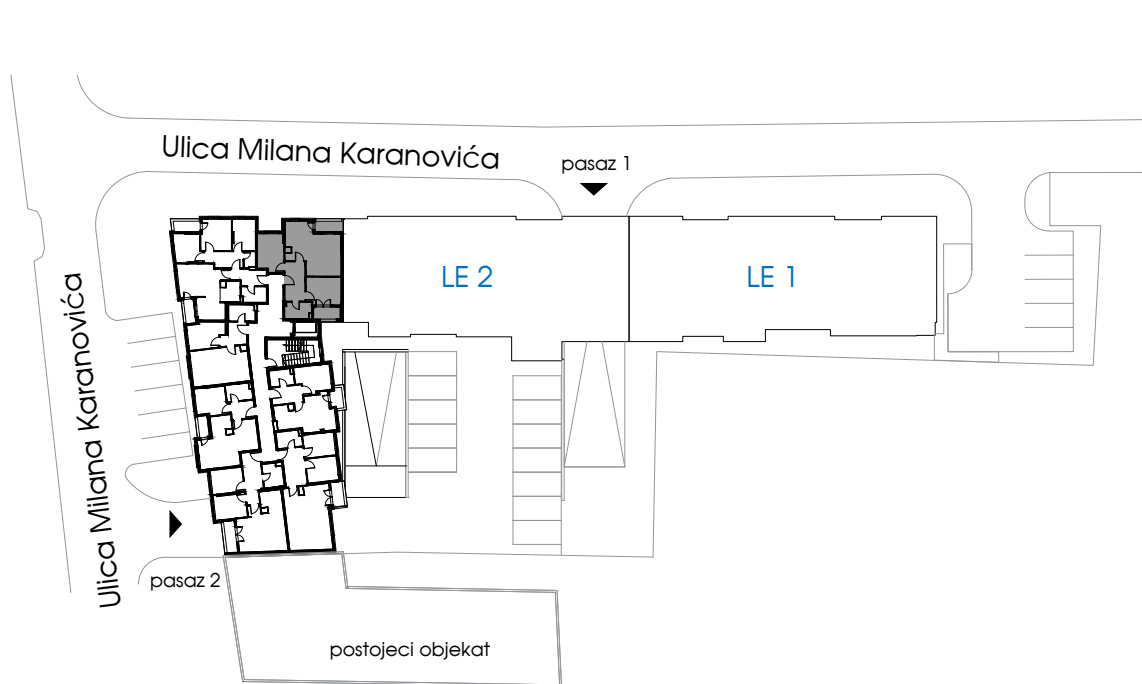 Ulica Milana Karanovića
pasaz 1
LE 2
LE 1
Ulica Milana Karanovića
pasaz 2
postojeci objekat